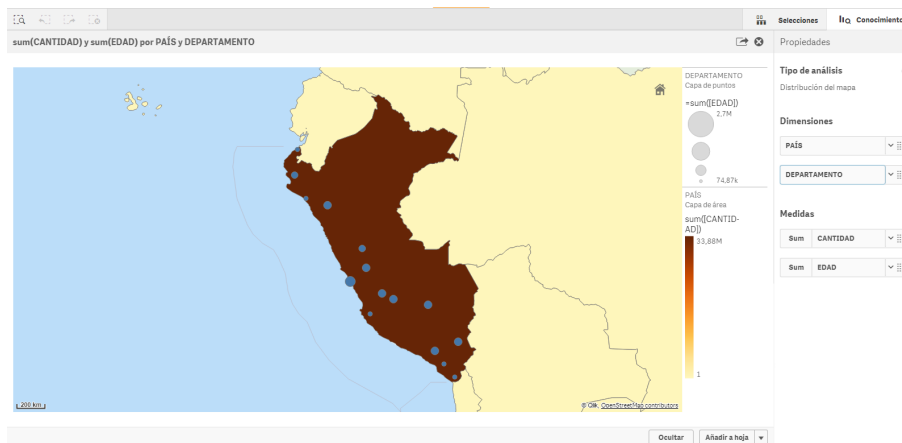 Selecciones
Conocimiento
sum(CANTIDAD) y sum(EDAD) por PAÍS y DEPARTAMENTO
Propiedades
DEPARTAMENTO
Capa de puntos
=sum([EDAD])
2,7M
74,87k
PAÍS
Capa de área
sum([CANTID-
AD])
33,88M
1
Tipo de análisis
Distribución del mapa
Dimensiones
PAÍS
DEPARTAMENTO
Medidas
Sum CANTIDAD
Sum EDAD
200 km
© Qlik, OpenStreetMap contributors
Ocultar
Añadir a hoja